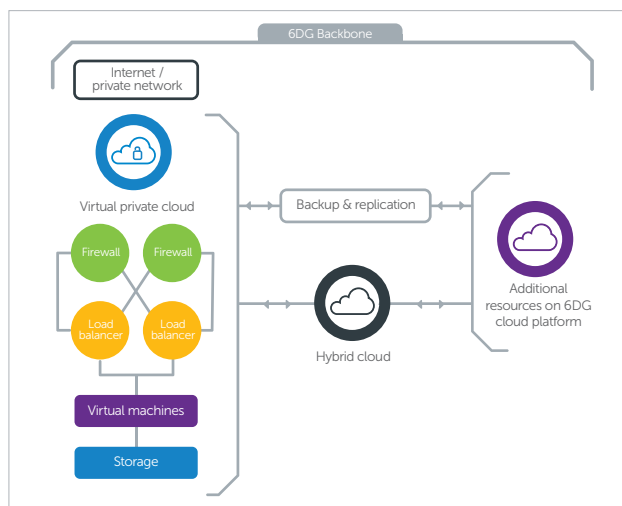 6DG Backbone
Internet /
private network
Virtual private cloud
Firewall
Firewall
Load
balancer
Load
balancer
Virtual machines
Storage
Backup & replication
Hybrid cloud
Additional
resources on 6DG
cloud platform